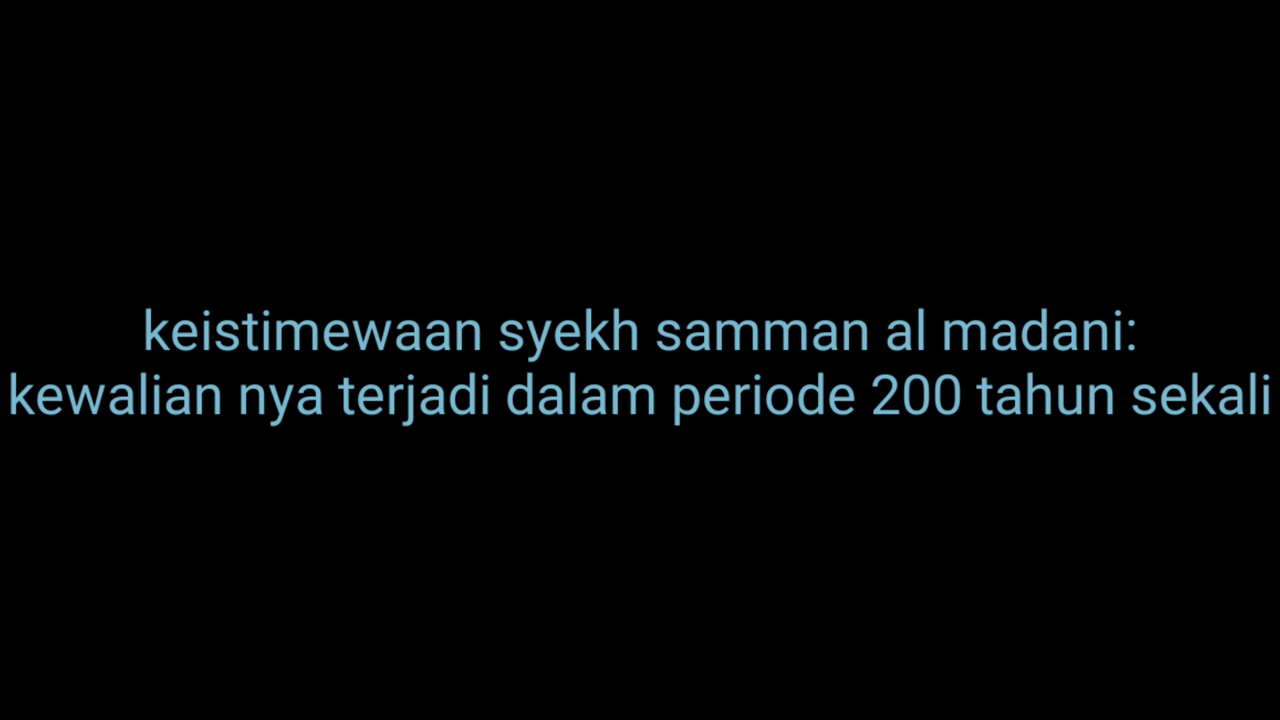 keistimewaan syekh samman al madani:
kewalian nya terjadi dalam periode 200 tahun sekali